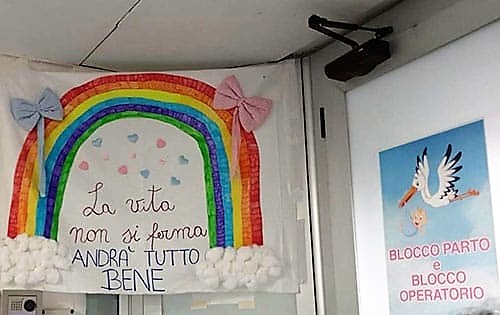 La vita
non si ferma
ANDRA' TUTTO
BENE
BLOCCO PARTO
e
BLOCCO
OPERATORIO